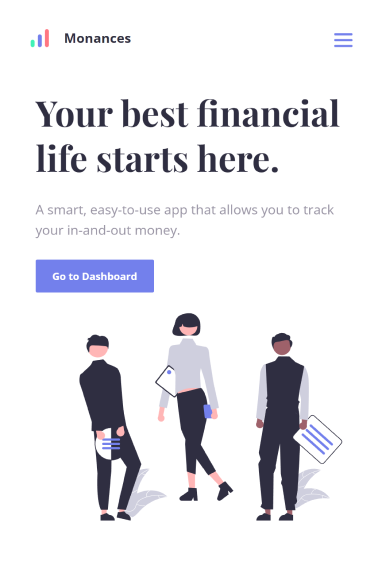 Monances
Your best financial
life starts here.
A smart, easy-to-use app that allows you to track
your in-and-out money.
Go to Dashboard